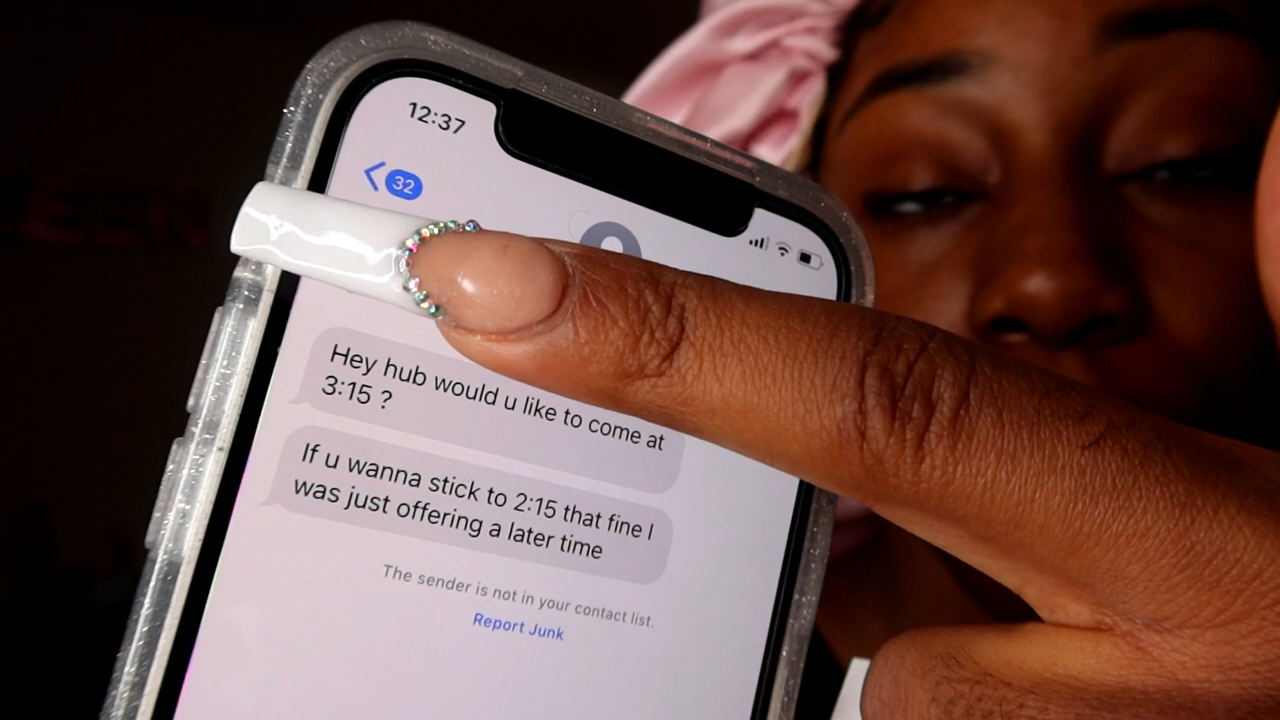 12:37
32
Hey hub would u like to come at
3:15 ?
If u wanna stick to 2:15 that fine I
was just offering a later time
The sender is not in your contact list.
Report Junk